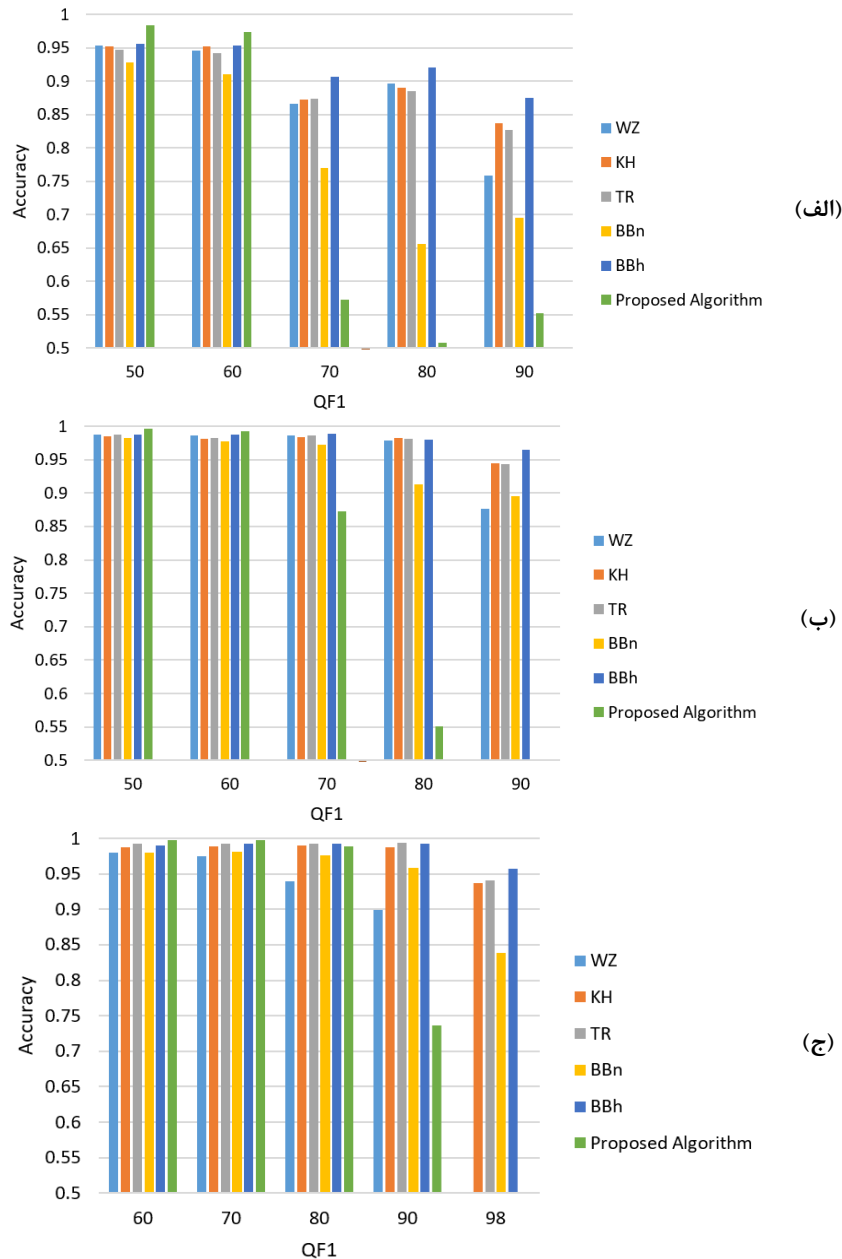 1
0.95
0.9
0.85
0.8
0.75
0.7
0.65
0.6
0.55
0.5
Accuracy
50 60 70 80 90
QF1
WZ
KH
TR
BBn
BBh
Proposed Algorithm
(الف)
1
0.95
0.9
0.85
0.8
0.75
0.7
0.65
0.6
0.55
0.5
Accuracy
50 60 70 80 90
QF1
WZ
KH
TR
BBn
BBh
Proposed Algorithm
(ب)
1
0.95
0.9
0.85
0.8
0.75
0.7
0.65
0.6
0.55
0.5
Accuracy
60 70 80 90 98
QF1
WZ
KH
TR
BBn
BBh
Proposed Algorithm
(ج)